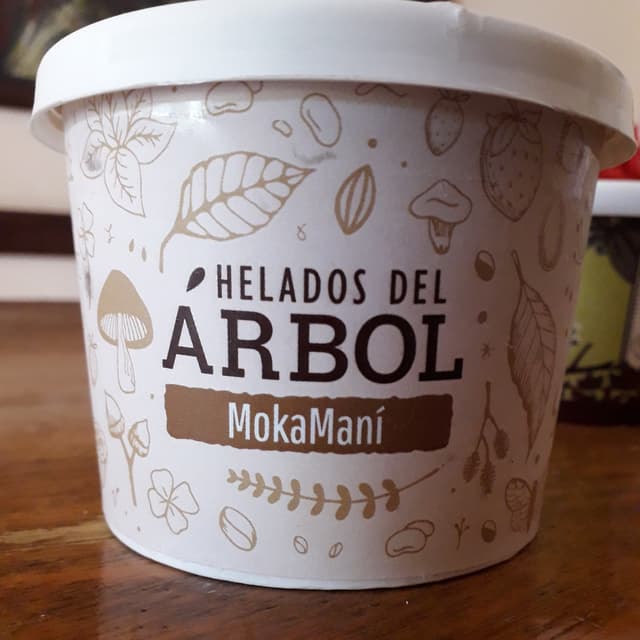 HELADOS DEL
ÁRBOL
MokaManí